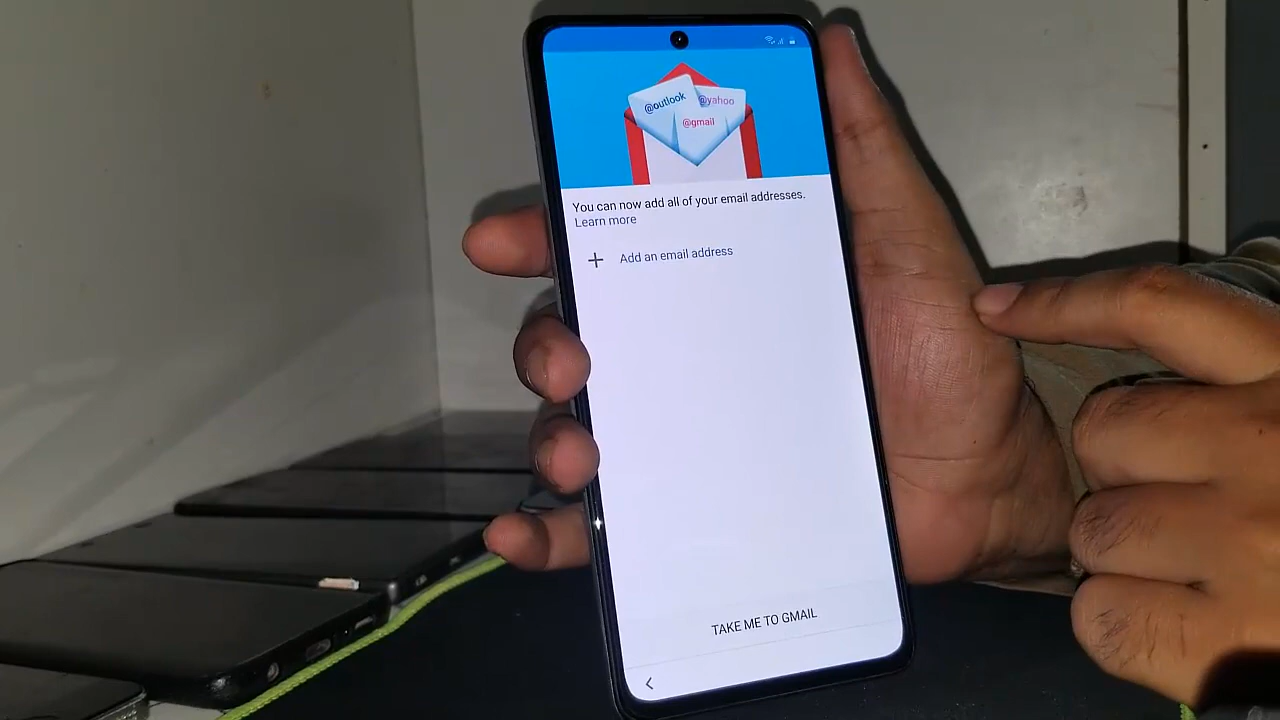 @outlook
@yahoo
@gmail
You can now add all of your email addresses.
Learn more
Add an email address
TAKE ME TO GMAIL